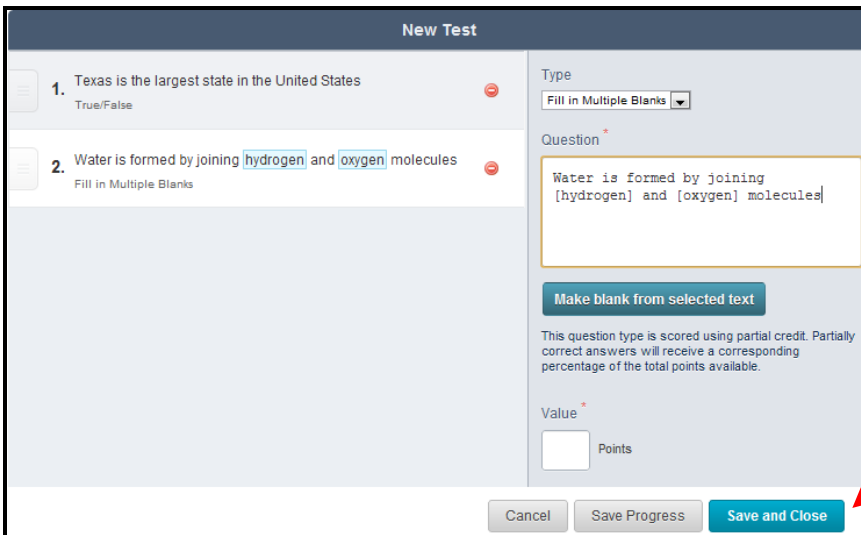 New Test
1. Texas is the largest state in the United States
True/False
2. Water is formed by joining hydrogen and oxygen molecules
Fill in Multiple Blanks
Type
Fill in Multiple Blanks
Question *
Water is formed by joining
[hydrogen] and [oxygen] molecules
Make blank from selected text
This question type is scored using partial credit. Partially
correct answers will receive a corresponding
percentage of the total points available.
Value *
Points
Cancel
Save Progress
Save and Close